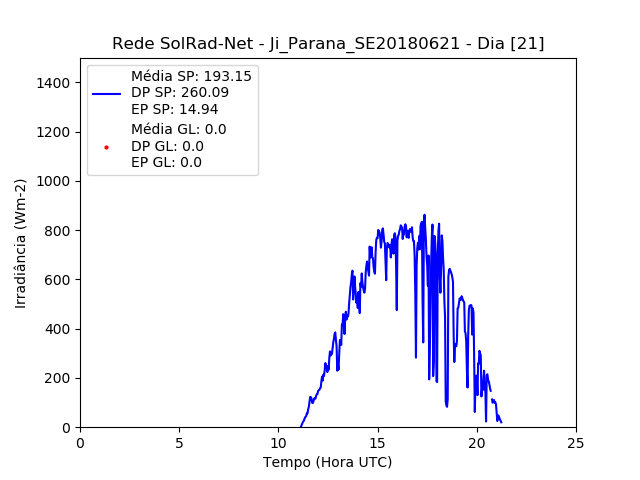 Rede SolRad-Net - Ji_Parana_SE20180621 - Dia [21]
Média SP: 193.15
DP SP: 260.09
EP SP: 14.94
Média GL: 0.0
DP GL: 0.0
EP GL: 0.0
1400
1200
1000
800
600
400
200
0
Irradiância (Wm-2)
0 5 10 15 20 25
Tempo (Hora UTC)